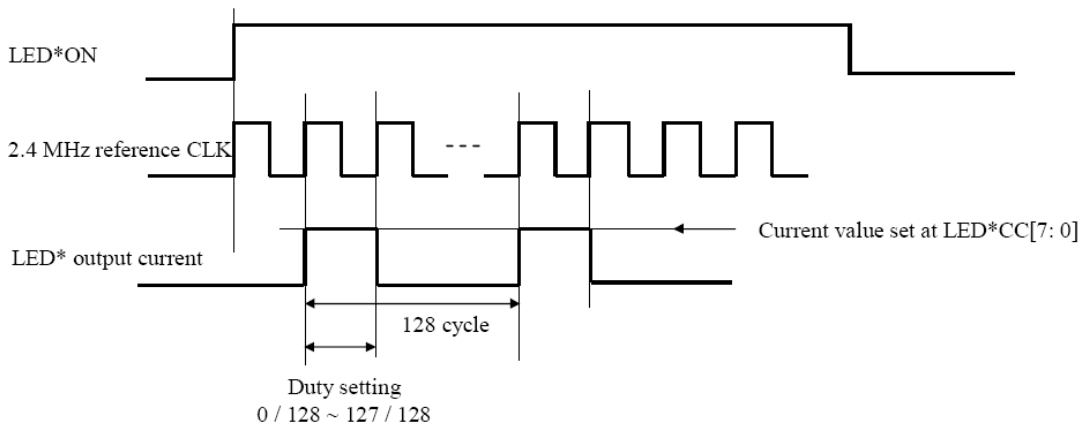 LED*ON
2.4 MHz reference CLK
Current value set at LED*CC[7: 0]
LED* output current
128 cycle
Duty setting
0 / 128 ~ 127 / 128